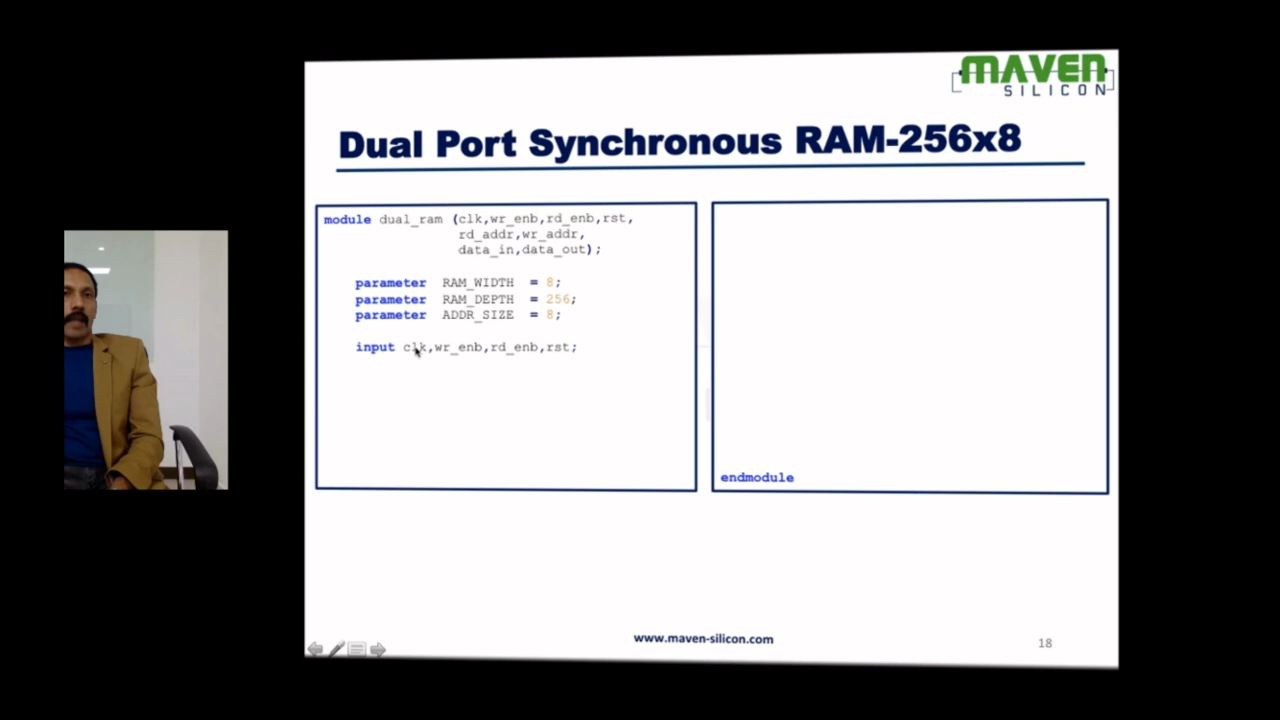 MAVEN
SILICON
Dual Port Synchronous RAM-256x8
module dual_ram (clk,wr_enb,rd_enb,rst,
rd_addr,wr_addr,
data_in,data_out);
parameter RAM_WIDTH = 8;
parameter RAM_DEPTH = 256;
parameter ADDR_SIZE = 8;
input clk,wr_enb,rd_enb,rst;
endmodule
www.maven-silicon.com
18